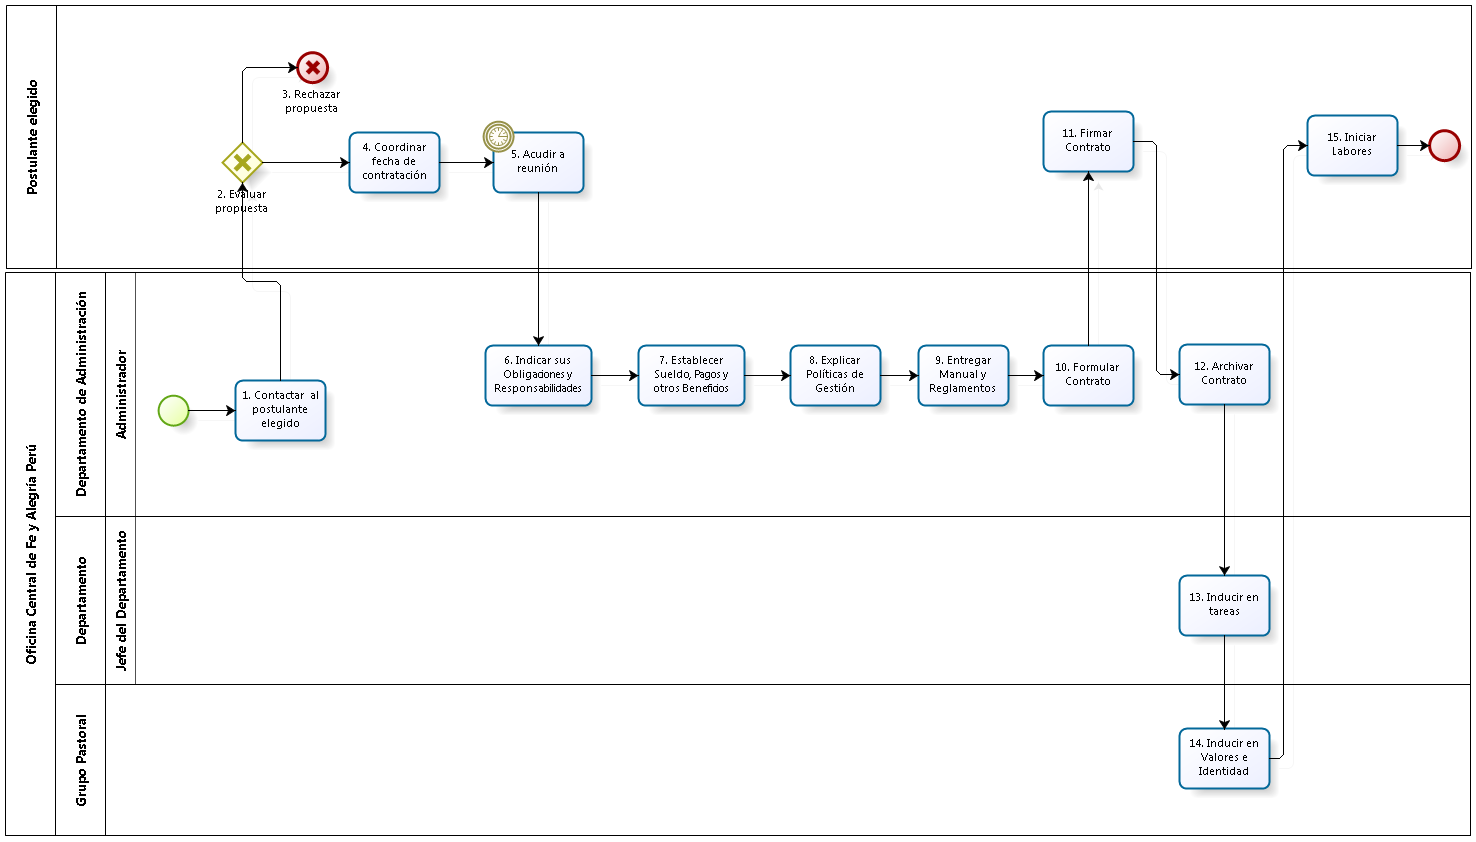 Postulante elegido
3. Rechazar
propuesta
2. Evaluar
propuesta
4. Coordinar
fecha de
contratación
5. Acudir a
reunión
11. Firmar
Contrato
15. Iniciar
Labores
Oficina Central de Fe y Alegría Perú
Departamento de Administración
Administrador
1. Contactar al
postulante
elegido
6. Indicar sus
Obligaciones y
Responsabilidades
7. Establecer
Sueldo, Pagos y
otros Beneficios
8. Explicar
Políticas de
Gestión
9. Entregar
Manual y
Reglamentos
10. Formular
Contrato
12. Archivar
Contrato
Departamento
Jefe del Departamento
13. Inducir en
tareas
Grupo Pastoral
14. Inducir en
Valores e
Identidad